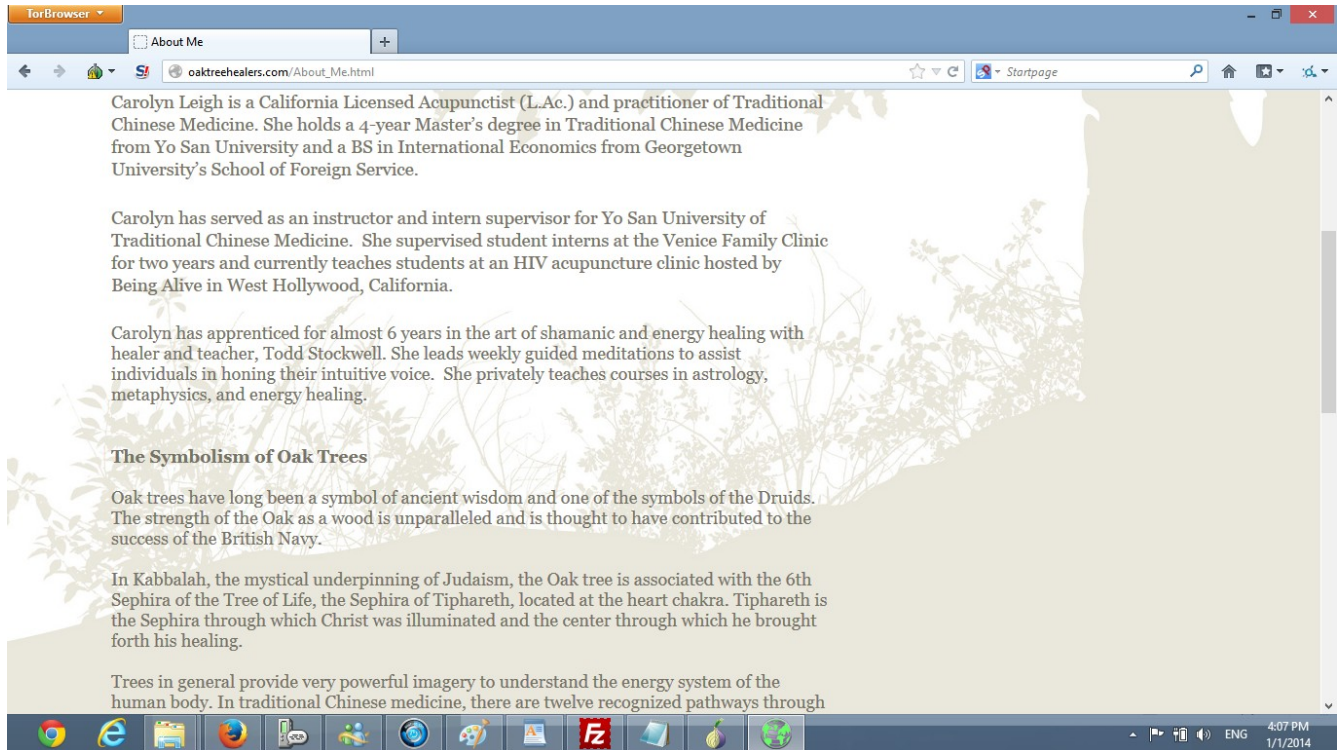 TorBrowser
About Me
oaktreehealers.com/About_Me.html
Startpage
Carolyn Leigh is a California Licensed Acupunctist (L.Ac.) and practitioner of Traditional
Chinese Medicine. She holds a 4-year Master's degree in Traditional Chinese Medicine
from Yo San University and a BS in International Economics from Georgetown
University's School of Foreign Service.
Carolyn has served as an instructor and intern supervisor for Yo San University of
Traditional Chinese Medicine.  She supervised student interns at the Venice Family Clinic
for two years and currently teaches students at an HIV acupuncture clinic hosted by
Being Alive in West Hollywood, California.
Carolyn has apprenticed for almost 6 years in the art of shamanic and energy healing with
healer and teacher, Todd Stockwell. She leads weekly guided meditations to assist
individuals in honing their intuitive voice.  She privately teaches courses in astrology,
metaphysics, and energy healing.
The Symbolism of Oak Trees
Oak trees have long been a symbol of ancient wisdom and one of the symbols of the Druids.
The strength of the Oak as a wood is unparalleled and is thought to have contributed to the
success of the British Navy.
In Kabbalah, the mystical underpinning of Judaism, the Oak tree is associated with the 6th
Sephira of the Tree of Life, the Sephira of Tiphareth, located at the heart chakra. Tiphareth is
the Sephira through which Christ was illuminated and the center through which he brought
forth his healing.
Trees in general provide very powerful imagery to understand the energy system of the
human body. In traditional Chinese medicine, there are twelve recognized pathways through
ENG
4:07 PM
1/1/2014